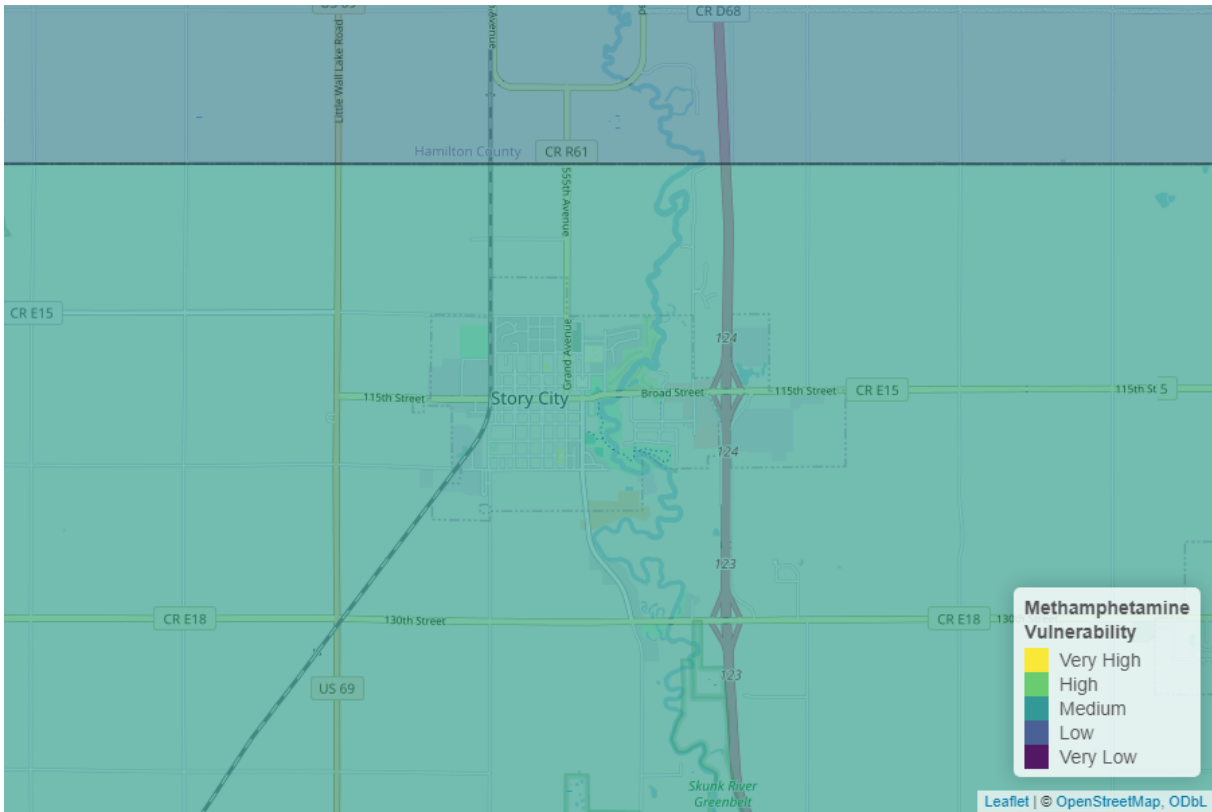 CR D68
Little Wall Lake Road
Avenue
Hamilton County
CR R61
555th Avenue
CR E15
124
Grand Avenue
115th Street
Story City
Broad Street
115th Street
CR E15
115th St 5
124
123
CR E18
130th Street
CR E18
123
US 69
Skunk River
Greenbelt
Methamphetamine
Vulnerability
Very High
High
Medium
Low
Very Low
Leaflet | © OpenStreetMap, ODbL